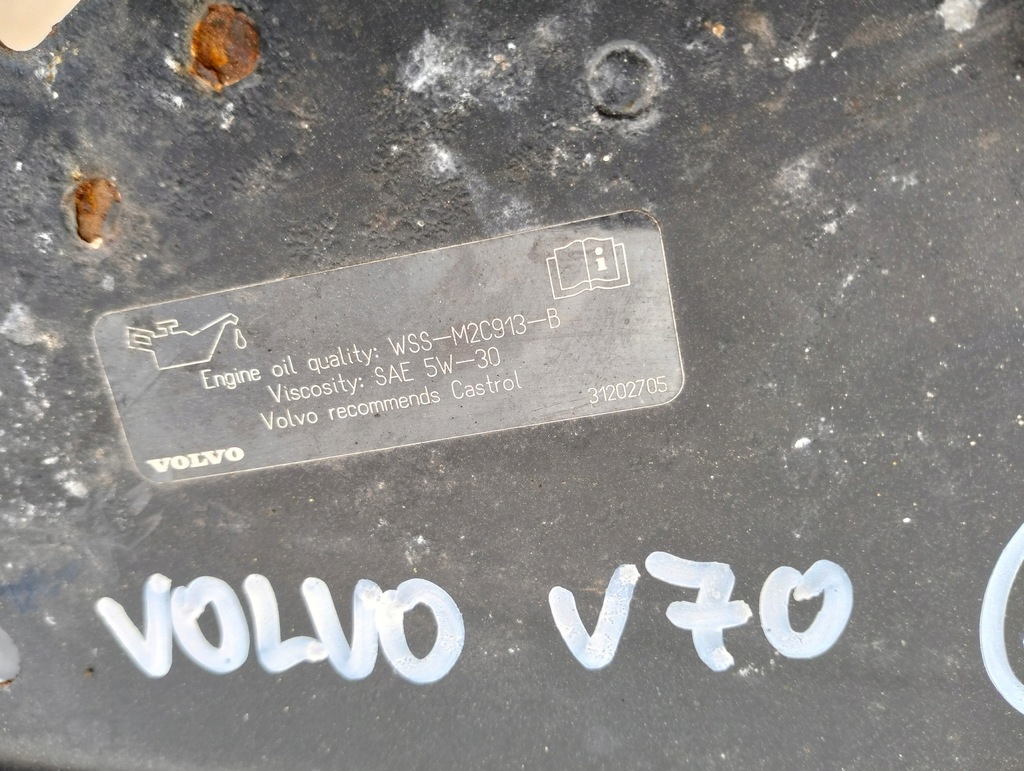 i
Engine oil quality: WSS-M2C913-B
Viscosity: SAE 5W-30
Volvo recommends Castrol
31202705
VOLVO
VOLVO V70